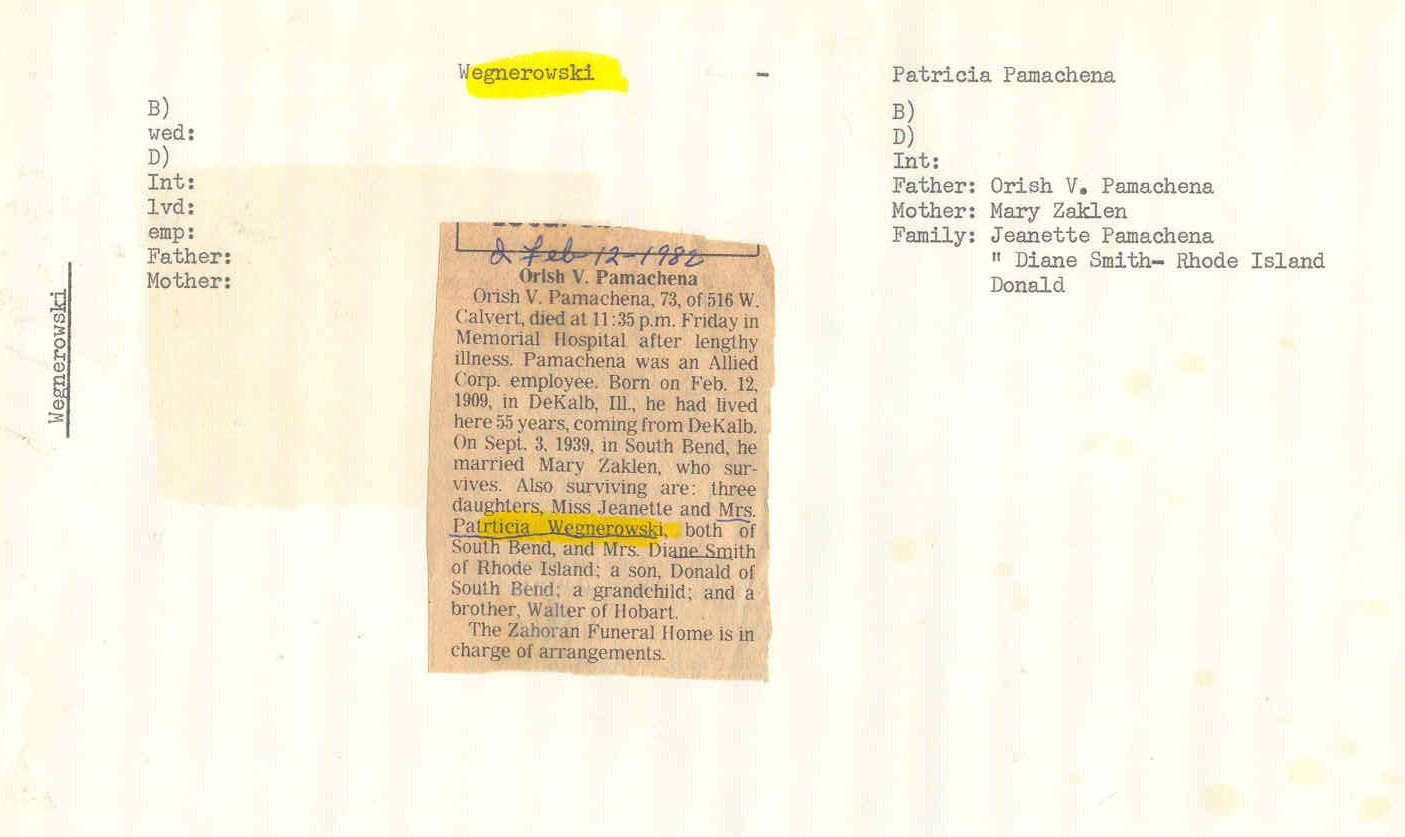 Wegnerowski -
B)
wed:
D)
Int:
lvd:
emp:
Father:
Mother:
Wegnerowski
Patricia Pamachena
B)
D)
Int:
Father: Orish V. Pamachena
Mother: Mary Zaklen
Family: Jeanette Pamachena
" Diane Smith- Rhode Island
Donald
Feb-12-1982
Orish V. Pamachena
Orish V. Pamachena, 73, of 516 W.
Calvert, died at 11:35 p.m. Friday in
Memorial Hospital after lengthy
illness. Pamachena was an Allied
Corp. employee. Born on Feb. 12,
1909, in DeKalb, Ill., he had lived
here 55 years, coming from DeKalb.
On Sept. 3, 1939, in South Bend, he
married Mary Zaklen, who sur-
vives. Also surviving are: three
daughters, Miss Jeanette and Mrs.
Patrticia Wegnerowski, both of
South Bend, and Mrs. Diane Smith
of Rhode Island; a son, Donald of
South Bend; a grandchild; and a
brother, Walter of Hobart.
The Zahoran Funeral Home is in
charge of arrangements.